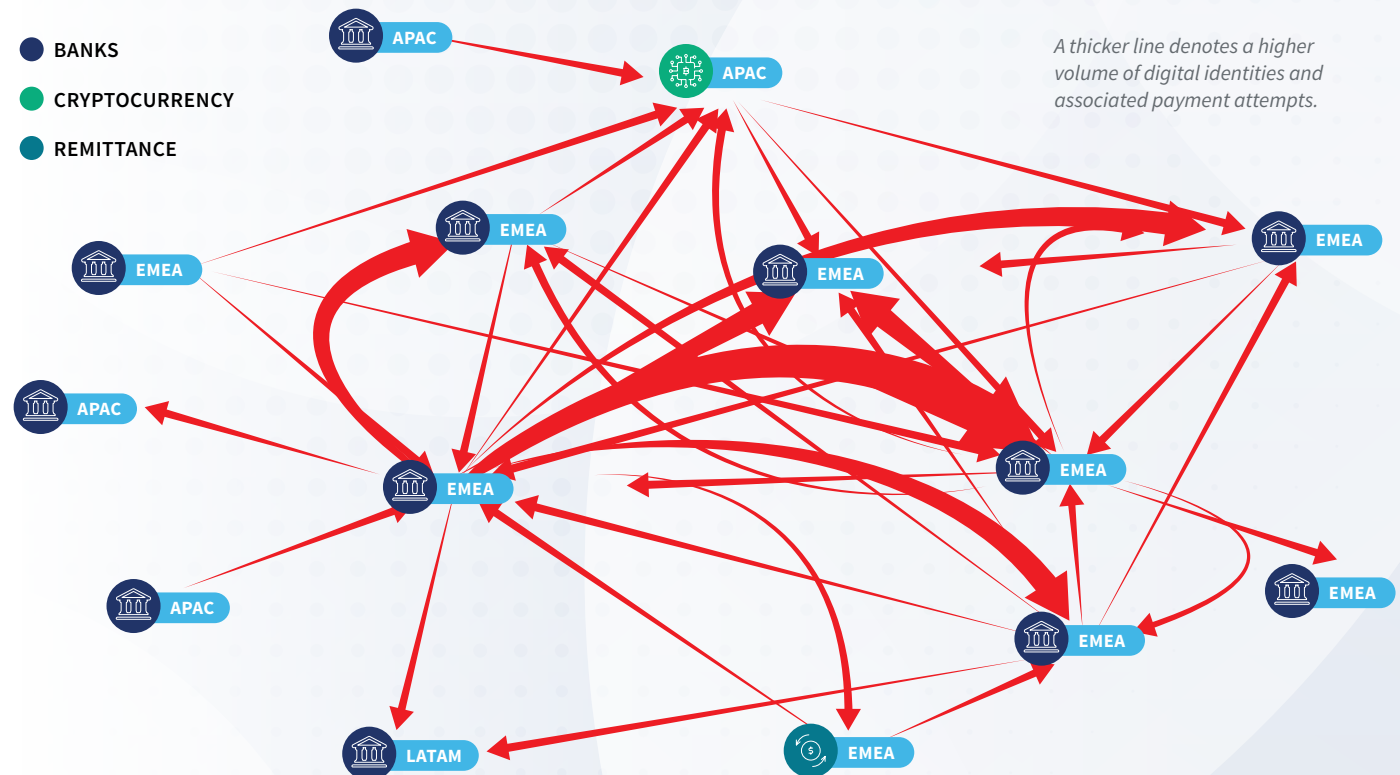 BANKS
CRYPTOCURRENCY
REMITTANCE
A thicker line denotes a higher
volume of digital identities and
associated payment attempts.
APAC
APAC
EMEA
EMEA
EMEA
EMEA
APAC
EMEA
EMEA
APAC
EMEA
EMEA
LATAM
EMEA